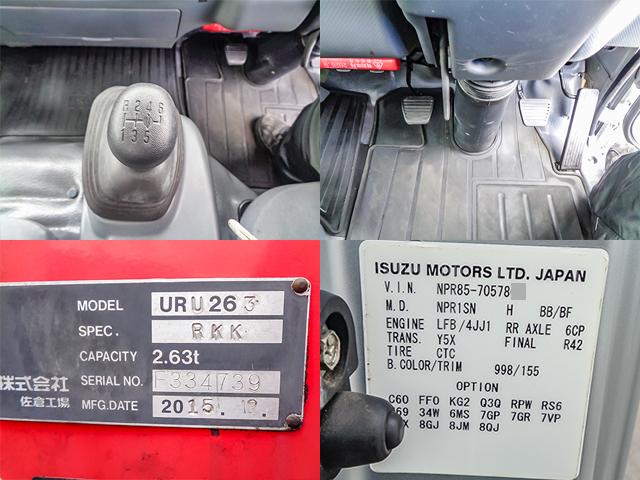 R 2 4 6
1 3 5
MODEL URU263
SPEC. RKK
CAPACITY 2.63t
SERIAL NO. F334739
MFG.DATE 2015.
株式会社
佐倉工場
ISUZU MOTORS LTD. JAPAN
V.I.N. NPR85-70578
M.D. NPR1SN H BB/BF
ENGINE LFB/4JJ1 RR AXLE 6CP
TRANS. Y5X FINAL R42
TIRE CTC
B.COLOR/TRIM 998/155
OPTION
C60 FF0 KG2 Q3Q RPW RS6
69 34W 6MS 7GP 7GR 7VP
X 8GJ 8JM 8QJ